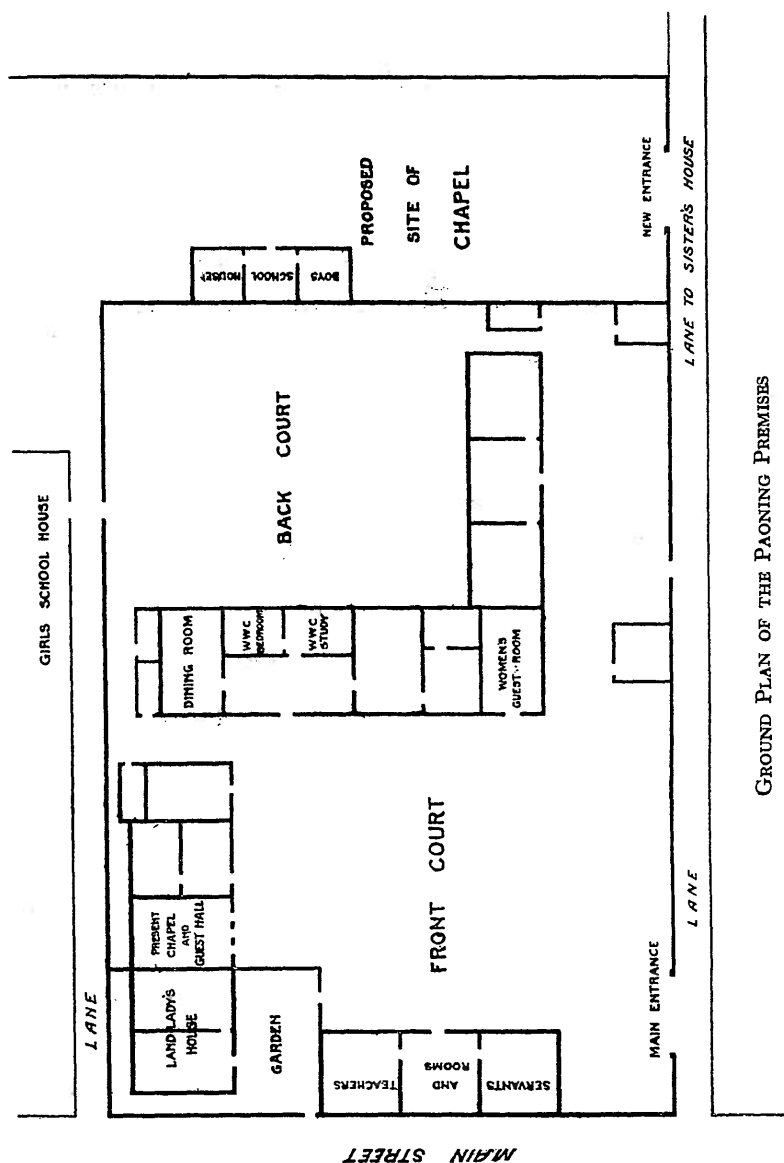 MAIN STREET
LANE
GIRLS SCHOOL HOUSE
LANDLADY'S
HOUSE
PRESENT
CHAPEL
AND
GUEST HALL
GARDEN
TEACHERS
AND
ROOMS
SERVANTS
FRONT COURT
MAIN ENTRANCE
LANE
DINING ROOM
WWC
BEDROOM
WWC
STUDY
WOMEN'S
GUEST-ROOM
BACK COURT
BOYS
SCHOOL
HOUSE
PROPOSED
SITE OF
CHAPEL
NEW ENTRANCE
LANE TO SISTER'S HOUSE
GROUND PLAN OF THE PAONING PREMISES